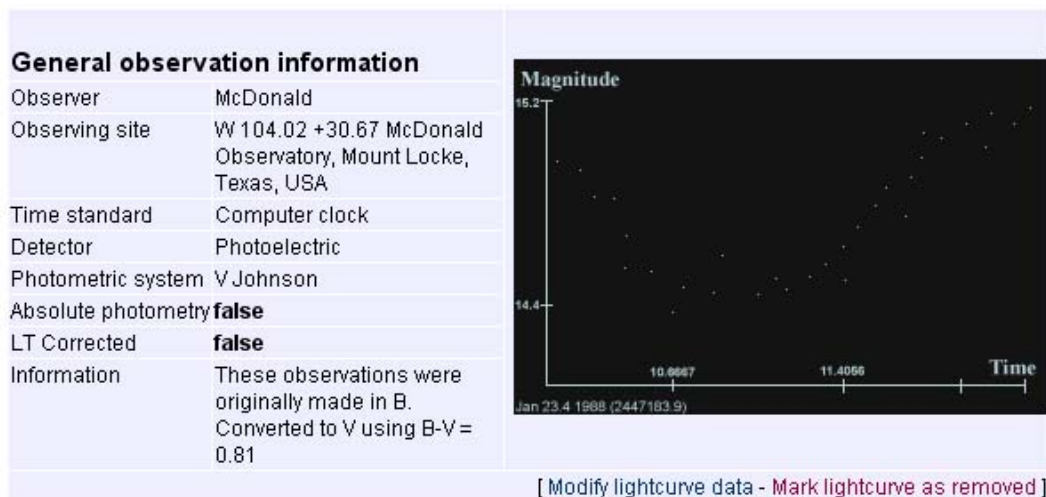 General observation information
Observer McDonald
Observing site W 104.02 +30.67 McDonald
Observatory, Mount Locke,
Texas, USA
Time standard Computer clock
Detector Photoelectric
Photometric system V Johnson
Absolute photometry false
LT Corrected false
Information These observations were
originally made in B.
Converted to V using B-V =
0.81
Magnitude
15.2
14.4
10.6667 11.4056 Time
Jan 23.4 1988 (2447183.9)
[ Modify lightcurve data - Mark lightcurve as removed ]